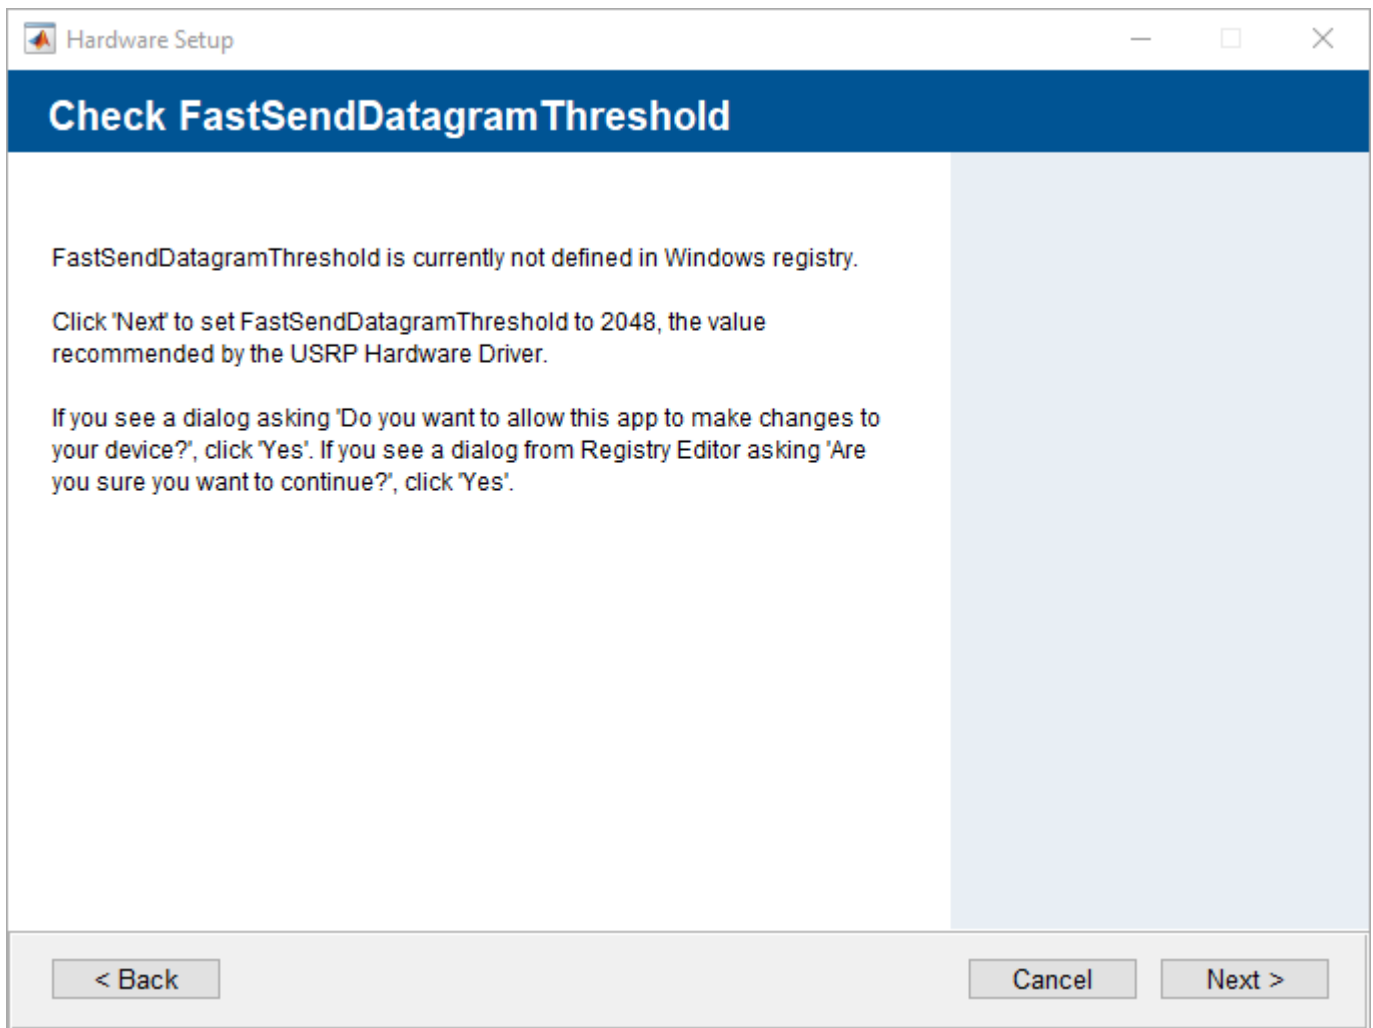 Hardware Setup
Check FastSendDatagramThreshold
FastSendDatagramThreshold is currently not defined in Windows registry.
Click 'Next' to set FastSendDatagramThreshold to 2048, the value
recommended by the USRP Hardware Driver.
If you see a dialog asking 'Do you want to allow this app to make changes to
your device?', click 'Yes'. If you see a dialog from Registry Editor asking 'Are
you sure you want to continue?', click 'Yes'.
< Back
Cancel
Next >